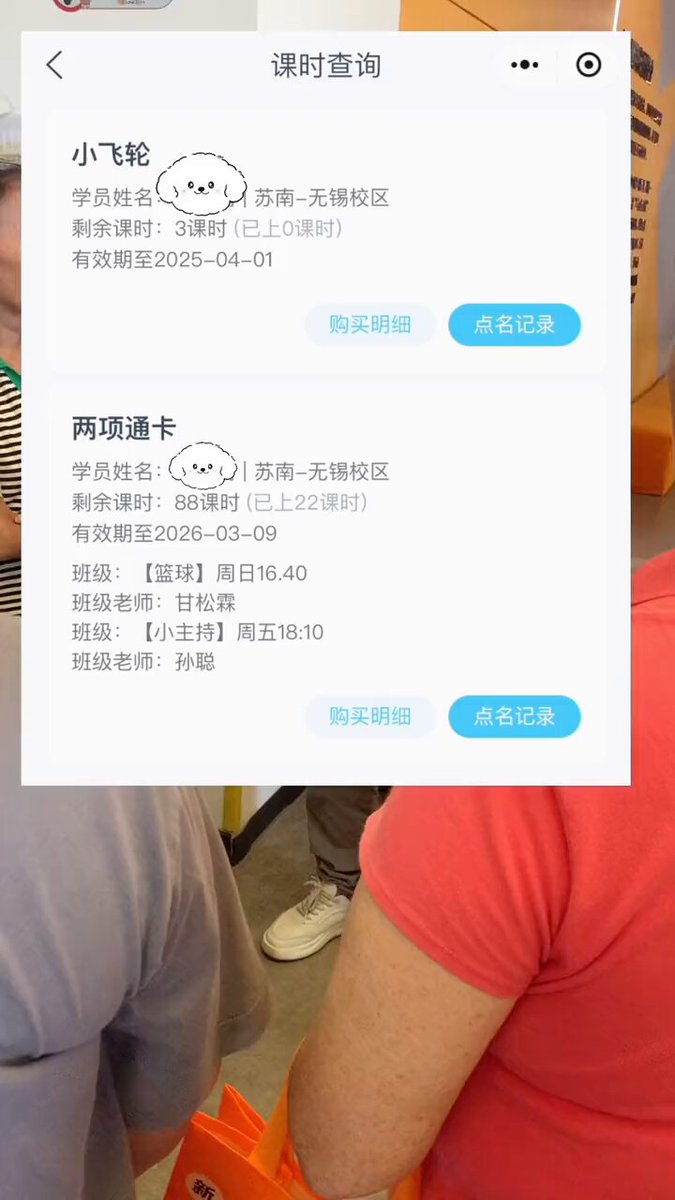 课时查询
小飞轮
学员姓名: | 苏南-无锡校区
剩余课时: 3课时 (已上0课时)
有效期至2025-04-01
购买明细 点名记录
两项通卡
学员姓名: | 苏南-无锡校区
剩余课时: 88课时 (已上22课时)
有效期至2026-03-09
班级: 【篮球】周日16.40
班级老师: 甘松霖
班级: 【小主持】周五18:10
班级老师: 孙聪
购买明细 点名记录
新